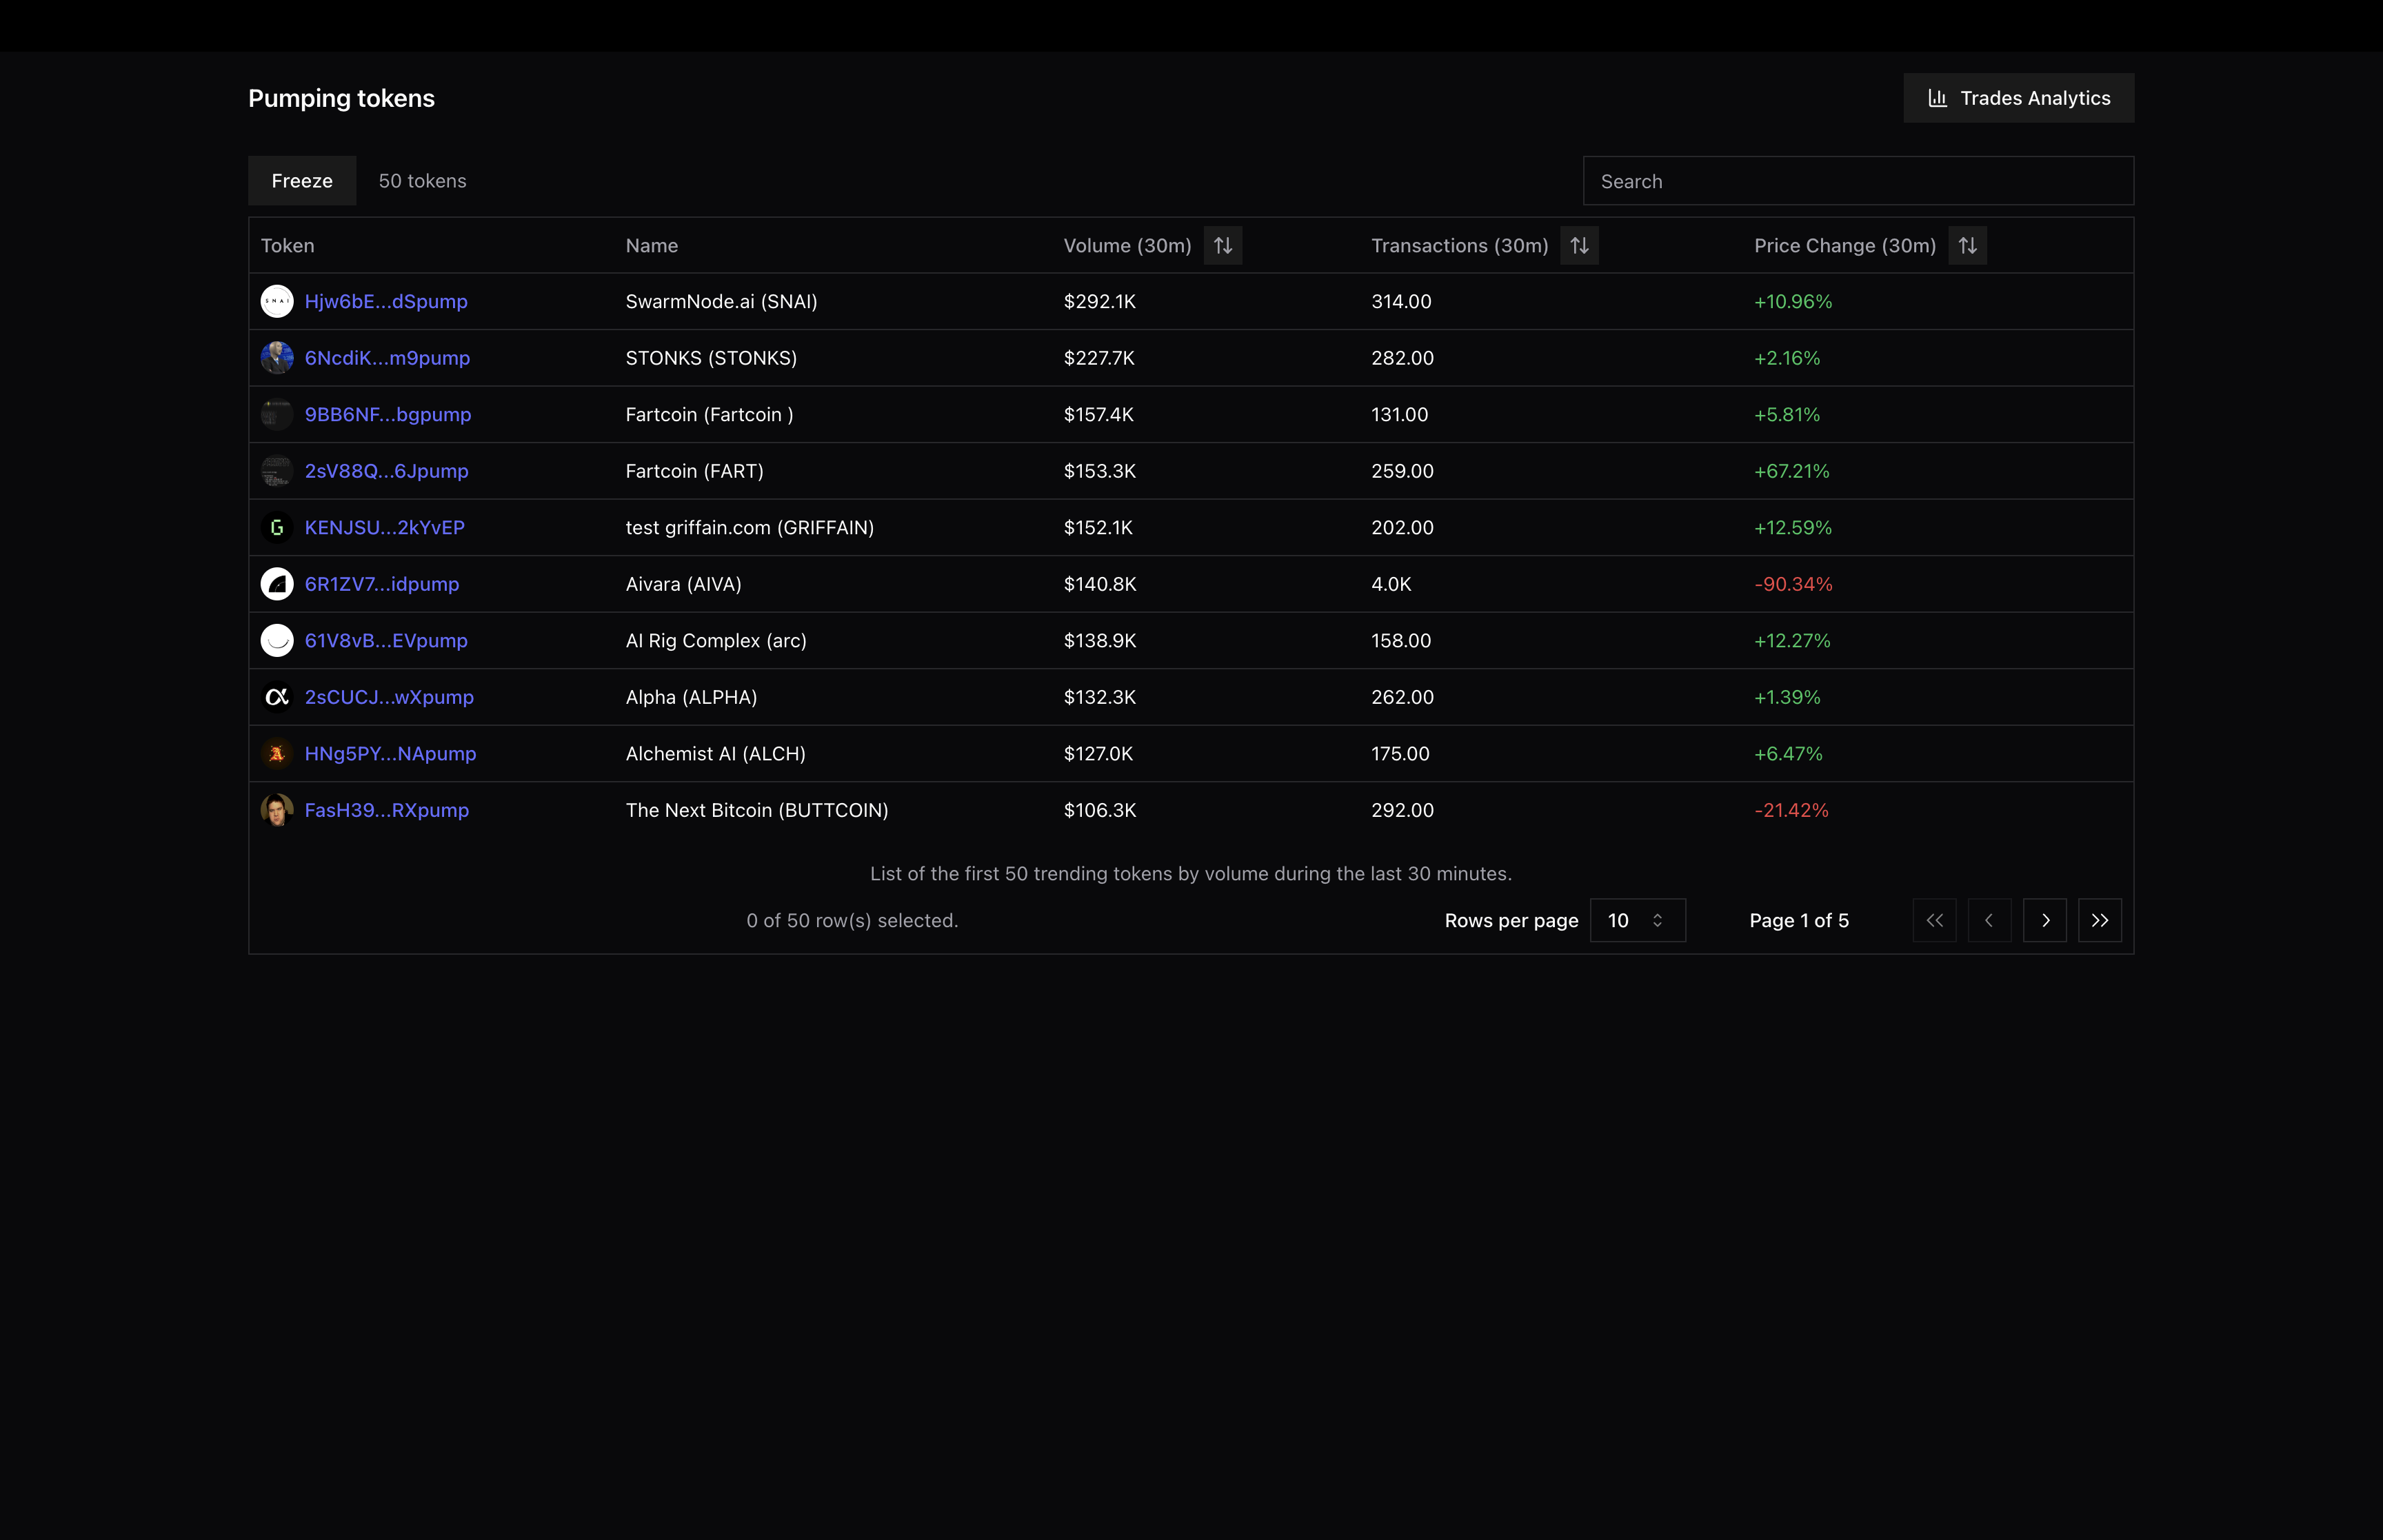 Pumping tokens
Trades Analytics
Freeze 50 tokens
Search
Token Name Volume (30m) Transactions (30m) Price Change (30m)
SNAI Hjw6bE...dSpump SwarmNode.ai (SNAI) $292.1K 314.00 +10.96%
6NcdiK...m9pump STONKS (STONKS) $227.7K 282.00 +2.16%
9BB6NF...bgpump Fartcoin (Fartcoin ) $157.4K 131.00 +5.81%
2sV88Q...6Jpump Fartcoin (FART) $153.3K 259.00 +67.21%
G KENJSU...2kYvEP test griffain.com (GRIFFAIN) $152.1K 202.00 +12.59%
6R1ZV7...idpump Aivara (AIVA) $140.8K 4.0K -90.34%
61V8vB...EVpump AI Rig Complex (arc) $138.9K 158.00 +12.27%
α 2sCUCJ...wXpump Alpha (ALPHA) $132.3K 262.00 +1.39%
HNg5PY...NApump Alchemist AI (ALCH) $127.0K 175.00 +6.47%
FasH39...RXpump The Next Bitcoin (BUTTCOIN) $106.3K 292.00 -21.42%
List of the first 50 trending tokens by volume during the last 30 minutes.
0 of 50 row(s) selected. Rows per page 10 Page 1 of 5